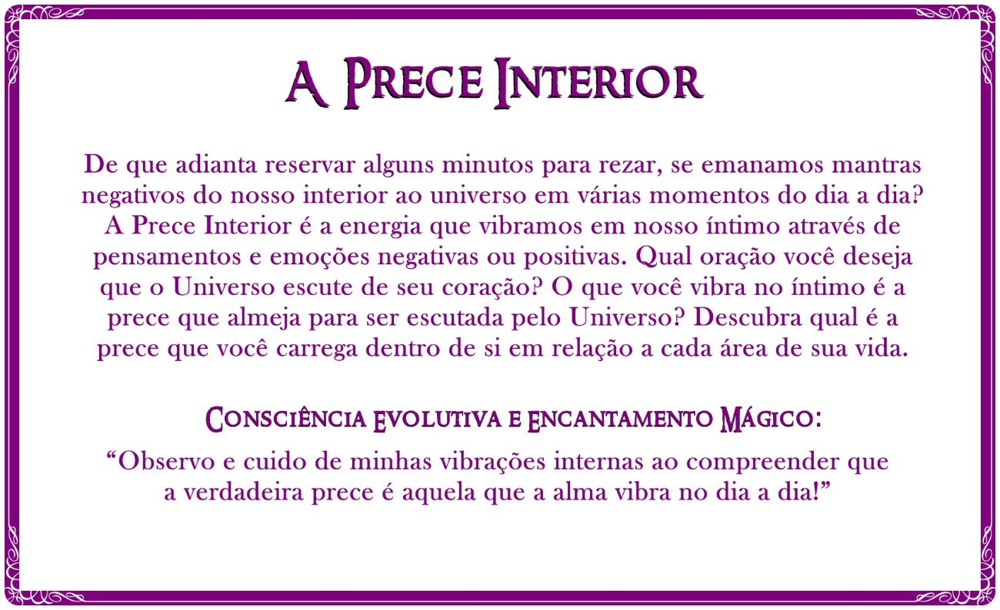 A Prece Interior
De que adianta reservar alguns minutos para rezar, se emanamos mantras
negativos do nosso interior ao universo em várias momentos do dia a dia?
A Prece Interior é a energia que vibramos em nosso íntimo através de
pensamentos e emoções negativas ou positivas. Qual oração você deseja
que o Universo escute de seu coração? O que você vibra no íntimo é a
prece que almeja para ser escutada pelo Universo? Descubra qual é a
prece que você carrega dentro de si em relação a cada área de sua vida.
Consciência Evolutiva e Encantamento Mágico:
“Observo e cuido de minhas vibrações internas ao compreender que
a verdadeira prece é aquela que a alma vibra no dia a dia!”